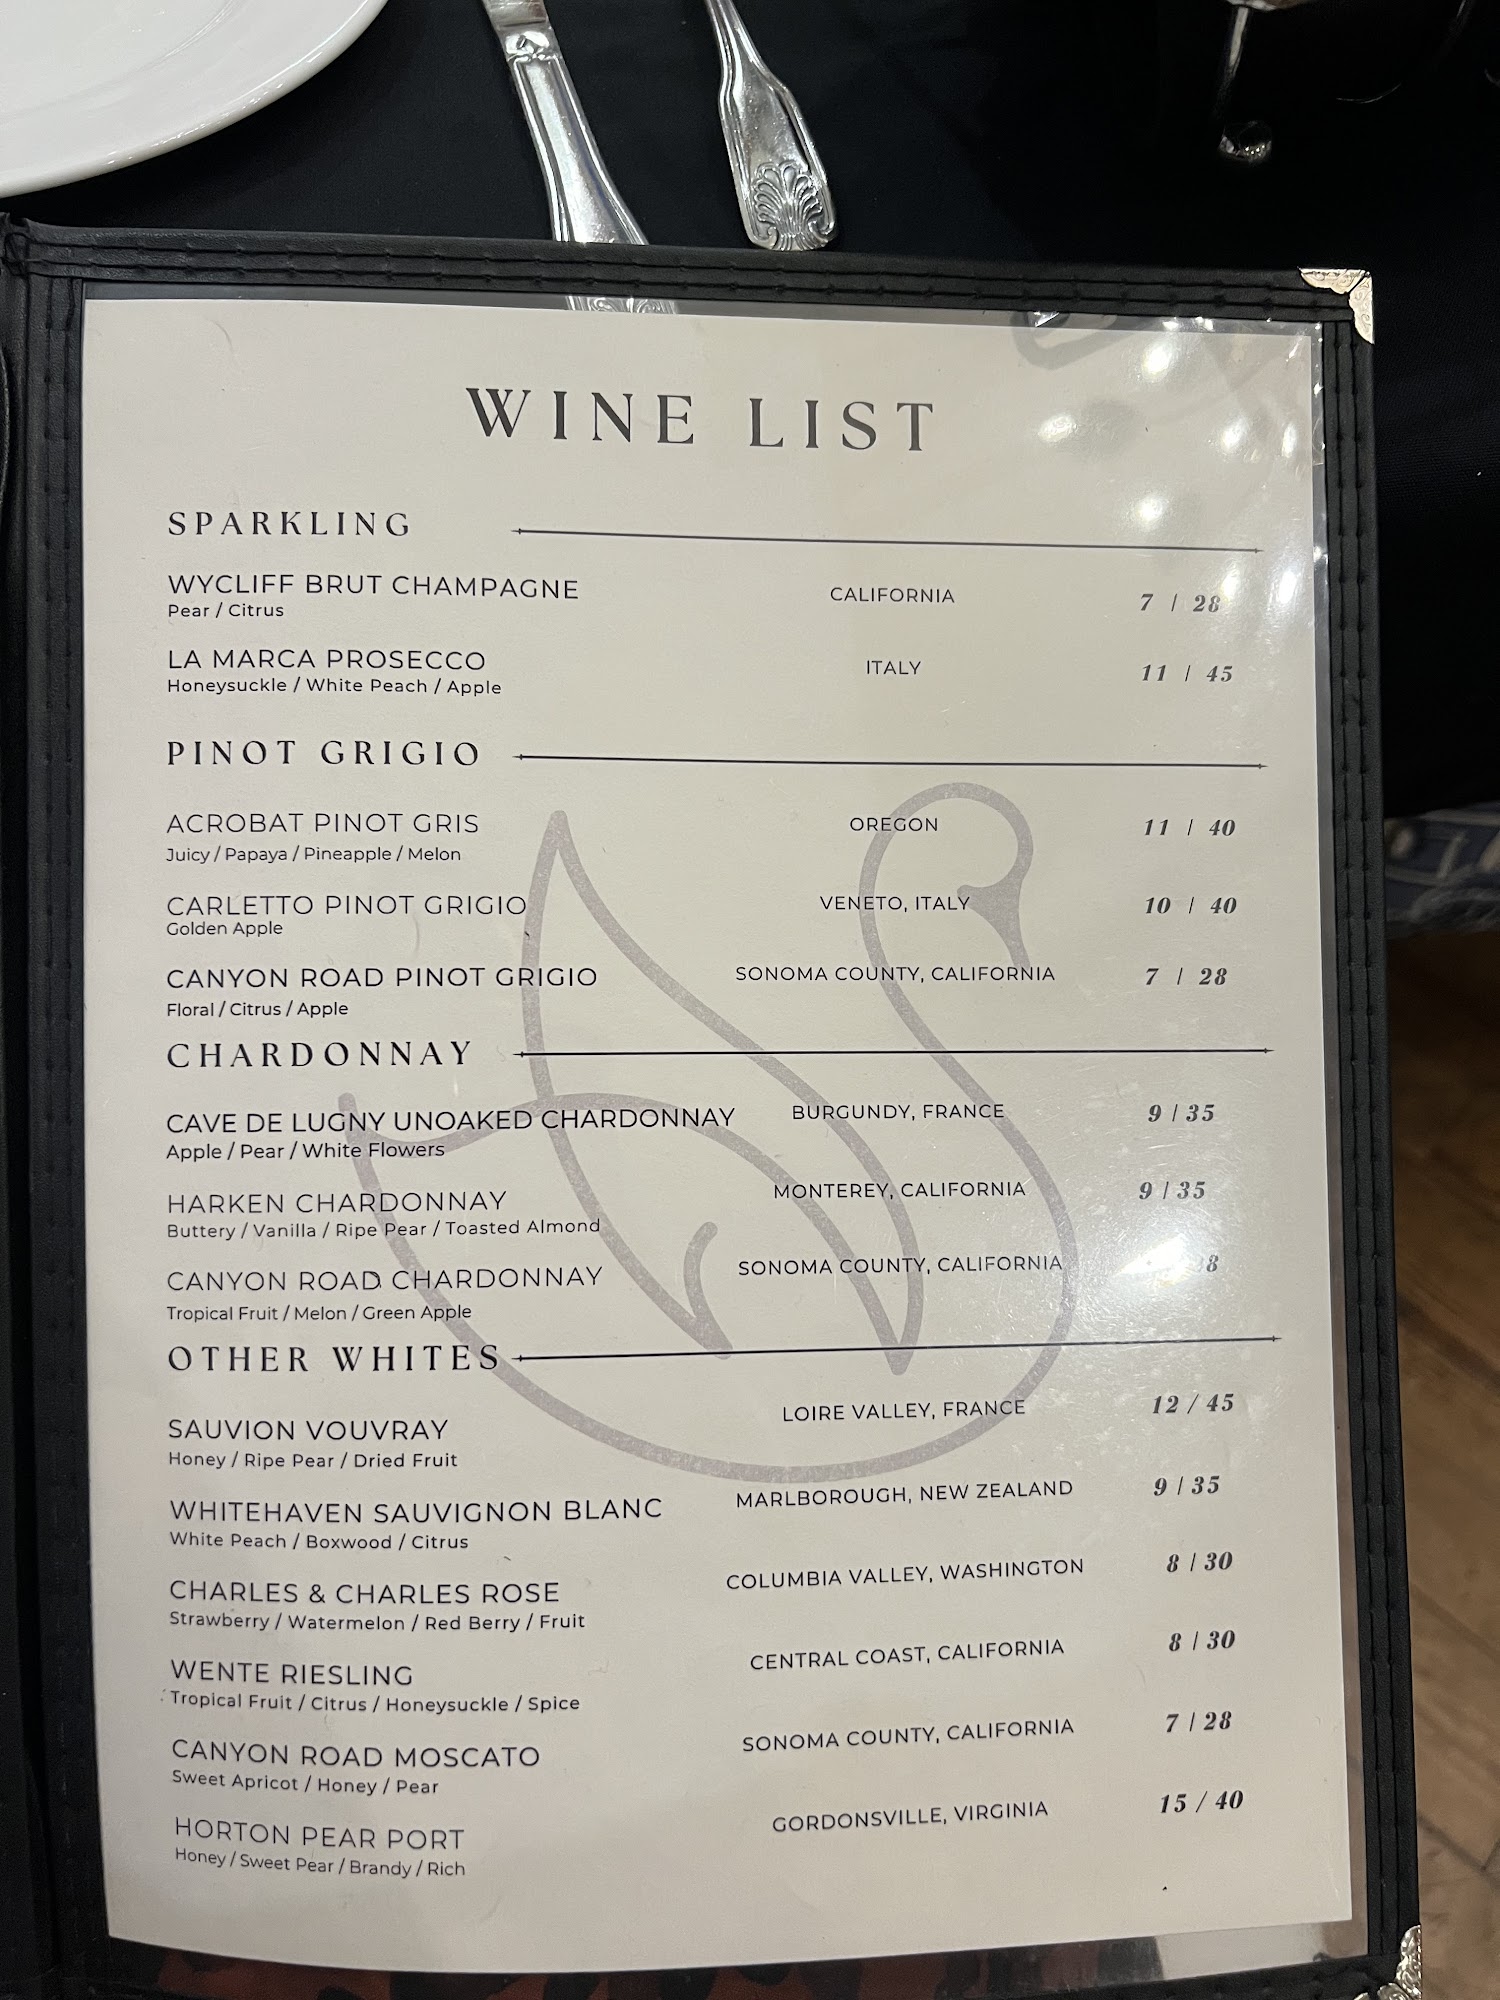 WINE LIST
SPARKLING
WYCLIFF BRUT CHAMPAGNE CALIFORNIA 7 / 28
Pear / Citrus
LA MARCA PROSECCO ITALY 11 / 45
Honeysuckle / White Peach / Apple
PINOT GRIGIO
ACROBAT PINOT GRIS OREGON 11 / 40
Juicy / Papaya / Pineapple / Melon
CARLETTO PINOT GRIGIO VENETO, ITALY 10 / 40
Golden Apple
CANYON ROAD PINOT GRIGIO SONOMA COUNTY, CALIFORNIA 7 / 28
Floral / Citrus / Apple
CHARDONNAY
CAVE DE LUGNY UNOAKED CHARDONNAY BURGUNDY, FRANCE 9 / 35
Apple / Pear / White Flowers
HARKEN CHARDONNAY MONTEREY, CALIFORNIA 9 / 35
Buttery / Vanilla / Ripe Pear / Toasted Almond
CANYON ROAD CHARDONNAY SONOMA COUNTY, CALIFORNIA
Tropical Fruit / Melon / Green Apple
OTHER WHITES
SAUVION VOUVRAY LOIRE VALLEY, FRANCE 12 / 45
Honey / Ripe Pear / Dried Fruit
WHITEHAVEN SAUVIGNON BLANC MARLBOROUGH, NEW ZEALAND 9 / 35
White Peach / Boxwood / Citrus
CHARLES & CHARLES ROSE COLUMBIA VALLEY, WASHINGTON 8 / 30
Strawberry / Watermelon / Red Berry / Fruit
WENTE RIESLING CENTRAL COAST, CALIFORNIA 8 / 30
Tropical Fruit / Citrus / Honeysuckle / Spice
CANYON ROAD MOSCATO SONOMA COUNTY, CALIFORNIA 7 / 28
Sweet Apricot / Honey / Pear
HORTON PEAR PORT GORDONSVILLE, VIRGINIA 15 / 40
Honey / Sweet Pear / Brandy / Rich